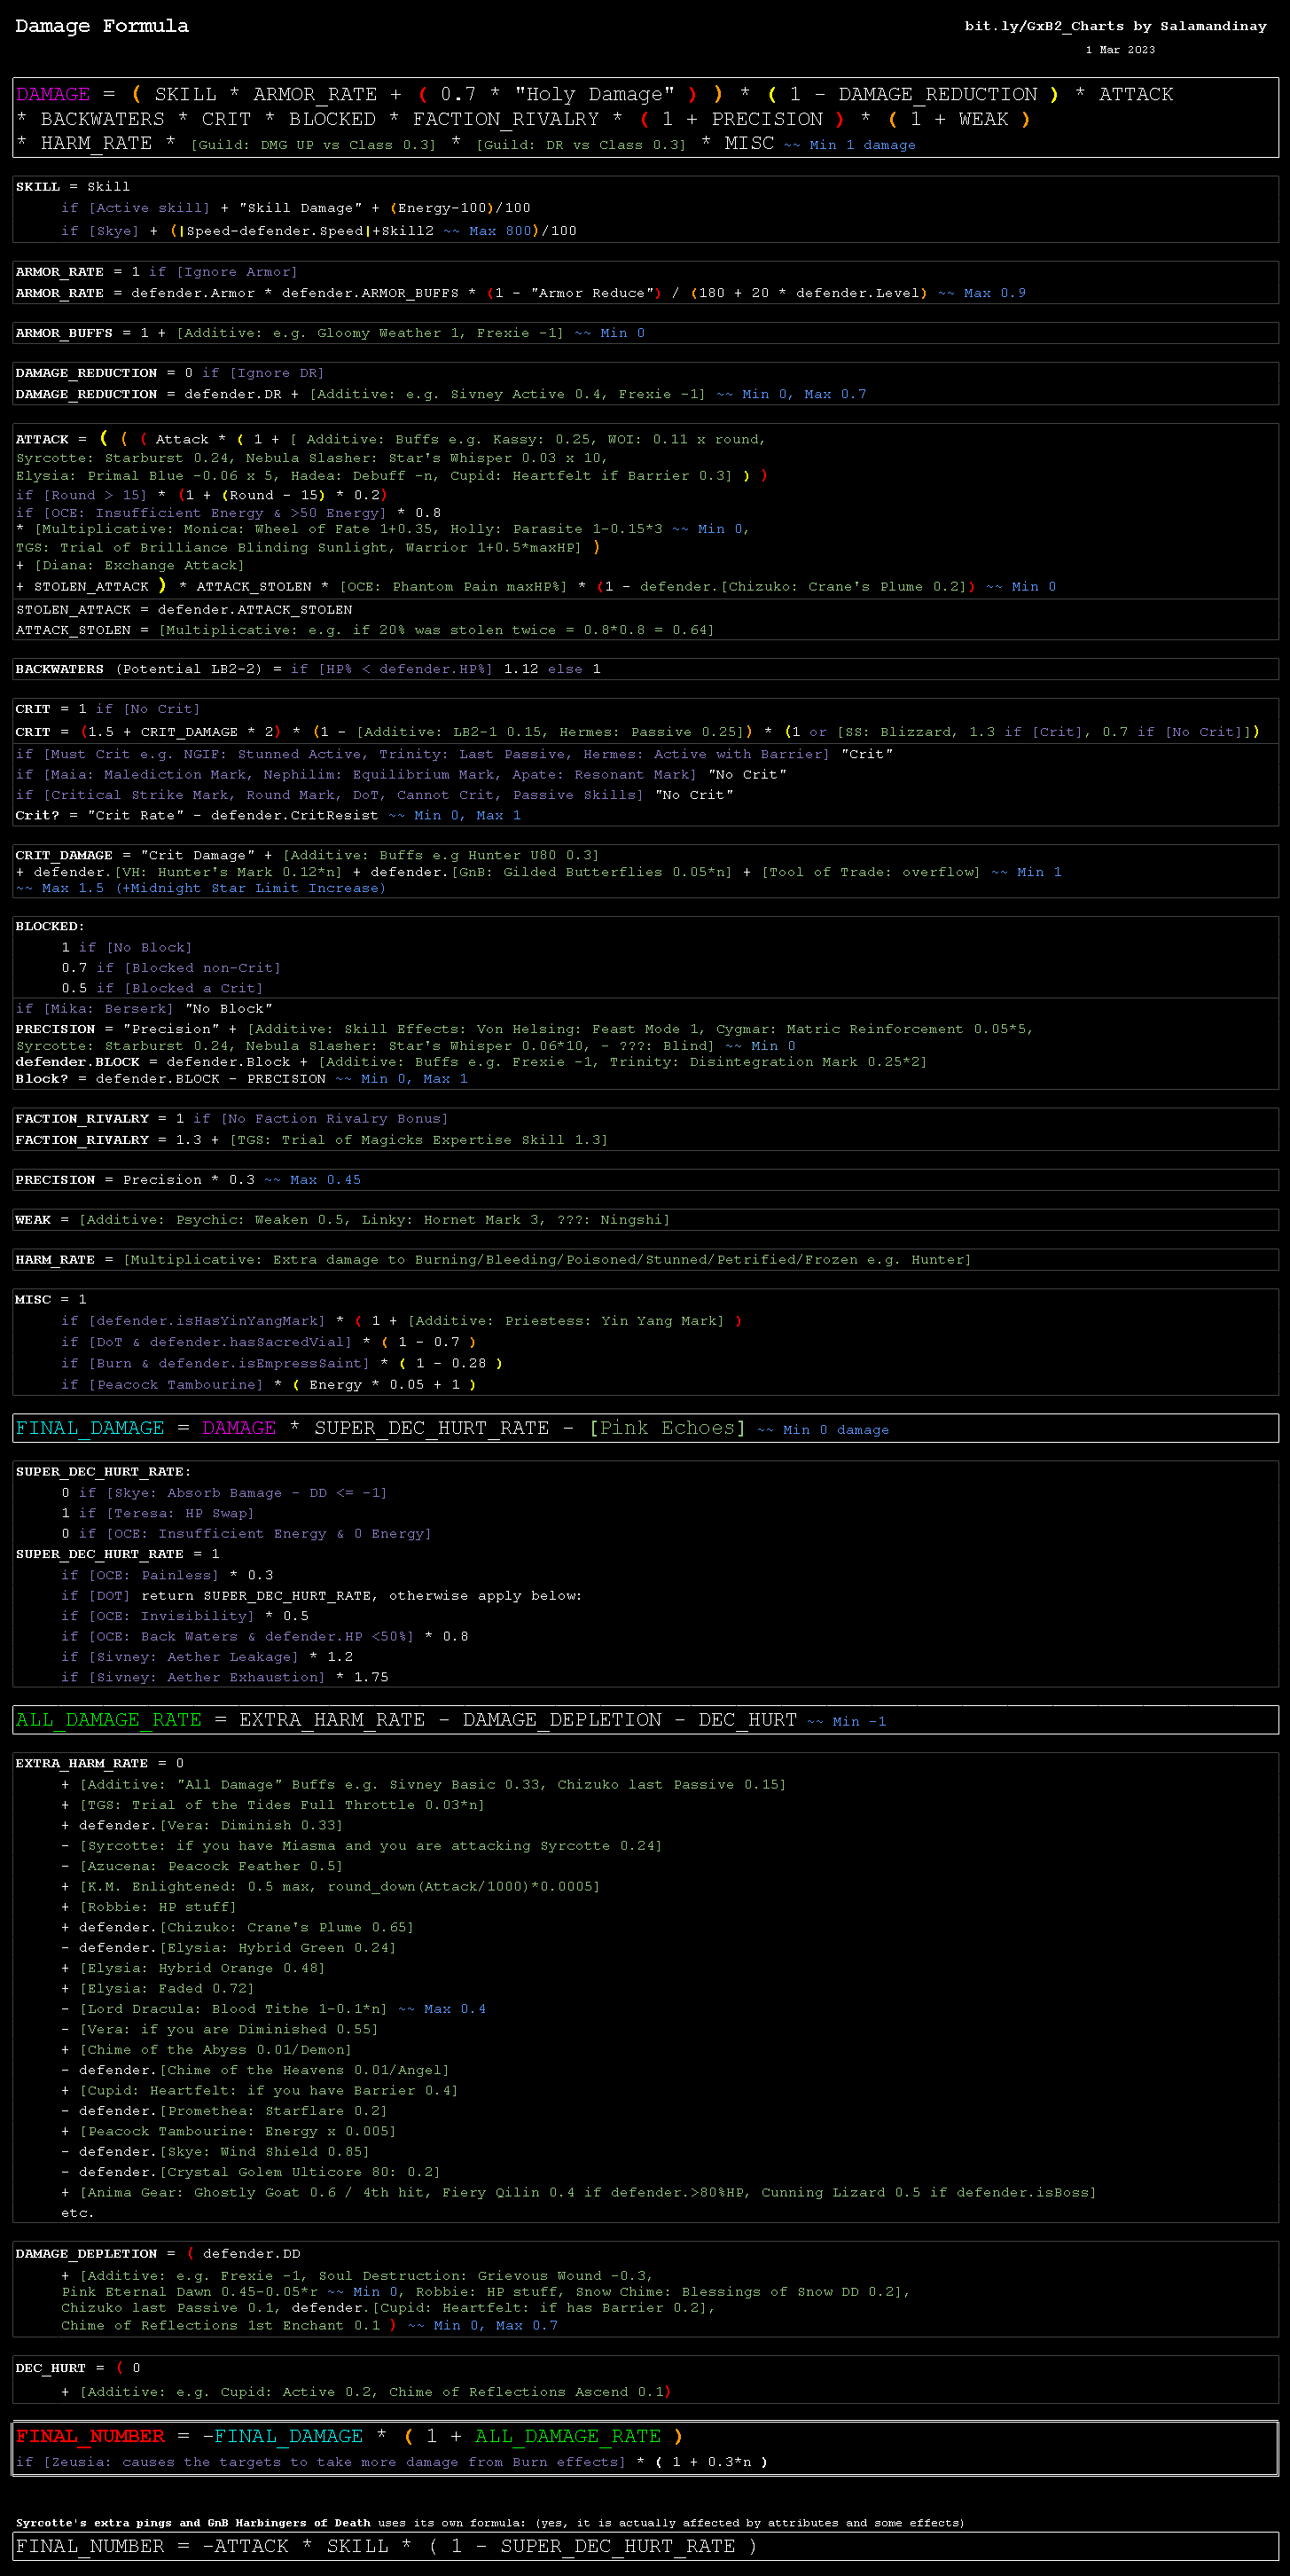 Damage Formula
bit.ly/GxB2_Charts by Salamandinay
1 Mar 2023
DAMAGE = ( SKILL * ARMOR_RATE + ( 0.7 * "Holy Damage" ) ) * ( 1 - DAMAGE_REDUCTION ) * ATTACK
* BACKWATERS * CRIT * BLOCKED * FACTION_RIVALRY * ( 1 + PRECISION ) * ( 1 + WEAK )
* HARM_RATE * [Guild: DMG UP vs Class 0.3] * [Guild: DR vs Class 0.3] * MISC ~~ Min 1 damage
SKILL = Skill
if [Active skill] + "Skill Damage" + (Energy-100)/100
if [Skye] + (|Speed-defender.Speed|+Skill2 ~~ Max 800)/100
ARMOR_RATE = 1 if [Ignore Armor]
ARMOR_RATE = defender.Armor * defender.ARMOR_BUFFS * (1 - "Armor Reduce") / (180 + 20 * defender.Level) ~~ Max 0.9
ARMOR_BUFFS = 1 + [Additive: e.g. Gloomy Weather 1, Frexie -1] ~~ Min 0
DAMAGE_REDUCTION = 0 if [Ignore DR]
DAMAGE_REDUCTION = defender.DR + [Additive: e.g. Sivney Active 0.4, Frexie -1] ~~ Min 0, Max 0.7
ATTACK = ( ( ( Attack * ( 1 + [ Additive: Buffs e.g. Kassy: 0.25, WOI: 0.11 x round,
Syrcotte: Starburst 0.24, Nebula Slasher: Star's Whisper 0.03 x 10,
Elysia: Primal Blue -0.06 x 5, Hadea: Debuff -n, Cupid: Heartfelt if Barrier 0.3] ) )
if [Round > 15] * (1 + (Round - 15) * 0.2)
if [OCE: Insufficient Energy & >50 Energy] * 0.8
* [Multiplicative: Monica: Wheel of Fate 1+0.35, Holly: Parasite 1-0.15*3 ~~ Min 0,
TGS: Trial of Brilliance Blinding Sunlight, Warrior 1+0.5*maxHP] )
+ [Diana: Exchange Attack]
+ STOLEN_ATTACK ) * ATTACK_STOLEN * [OCE: Phantom Pain maxHP%] * (1 - defender.[Chizuko: Crane's Plume 0.2]) ~~ Min 0
STOLEN_ATTACK = defender.ATTACK_STOLEN
ATTACK_STOLEN = [Multiplicative: e.g. if 20% was stolen twice = 0.8*0.8 = 0.64]
BACKWATERS (Potential LB2-2) = if [HP% < defender.HP%] 1.12 else 1
CRIT = 1 if [No Crit]
CRIT = (1.5 + CRIT_DAMAGE * 2) * (1 - [Additive: LB2-1 0.15, Hermes: Passive 0.25]) * (1 or [SS: Blizzard, 1.3 if [Crit], 0.7 if [No Crit]])
if [Must Crit e.g. NGIF: Stunned Active, Trinity: Last Passive, Hermes: Active with Barrier] "Crit"
if [Maia: Malediction Mark, Nephilim: Equilibrium Mark, Apate: Resonant Mark] "No Crit"
if [Critical Strike Mark, Round Mark, DoT, Cannot Crit, Passive Skills] "No Crit"
Crit? = "Crit Rate" - defender.CritResist ~~ Min 0, Max 1
CRIT_DAMAGE = "Crit Damage" + [Additive: Buffs e.g Hunter U80 0.3]
+ defender.[VH: Hunter's Mark 0.12*n] + defender.[GnB: Gilded Butterflies 0.05*n] + [Tool of Trade: overflow] ~~ Min 1
~~ Max 1.5 (+Midnight Star Limit Increase)
BLOCKED:
1 if [No Block]
0.7 if [Blocked non-Crit]
0.5 if [Blocked a Crit]
if [Mika: Berserk] "No Block"
PRECISION = "Precision" + [Additive: Skill Effects: Von Helsing: Feast Mode 1, Cygmar: Matric Reinforcement 0.05*5,
Syrcotte: Starburst 0.24, Nebula Slasher: Star's Whisper 0.06*10, - ???: Blind] ~~ Min 0
defender.BLOCK = defender.Block + [Additive: Buffs e.g. Frexie -1, Trinity: Disintegration Mark 0.25*2]
Block? = defender.BLOCK - PRECISION ~~ Min 0, Max 1
FACTION_RIVALRY = 1 if [No Faction Rivalry Bonus]
FACTION_RIVALRY = 1.3 + [TGS: Trial of Magicks Expertise Skill 1.3]
PRECISION = Precision * 0.3 ~~ Max 0.45
WEAK = [Additive: Psychic: Weaken 0.5, Linky: Hornet Mark 3, ???: Ningshi]
HARM_RATE = [Multiplicative: Extra damage to Burning/Bleeding/Poisoned/Stunned/Petrified/Frozen e.g. Hunter]
MISC = 1
if [defender.isHasYinYangMark] * ( 1 + [Additive: Priestess: Yin Yang Mark] )
if [DoT & defender.hasSacredVial] * ( 1 - 0.7 )
if [Burn & defender.isEmpressSaint] * ( 1 - 0.28 )
if [Peacock Tambourine] * ( Energy * 0.05 + 1 )
FINAL_DAMAGE = DAMAGE * SUPER_DEC_HURT_RATE - [Pink Echoes] ~~ Min 0 damage
SUPER_DEC_HURT_RATE:
0 if [Skye: Absorb Bamage - DD <= -1]
1 if [Teresa: HP Swap]
0 if [OCE: Insufficient Energy & 0 Energy]
SUPER_DEC_HURT_RATE = 1
if [OCE: Painless] * 0.3
if [DOT] return SUPER_DEC_HURT_RATE, otherwise apply below:
if [OCE: Invisibility] * 0.5
if [OCE: Back Waters & defender.HP <50%] * 0.8
if [Sivney: Aether Leakage] * 1.2
if [Sivney: Aether Exhaustion] * 1.75
ALL_DAMAGE_RATE = EXTRA_HARM_RATE - DAMAGE_DEPLETION - DEC_HURT ~~ Min -1
EXTRA_HARM_RATE = 0
+ [Additive: "All Damage" Buffs e.g. Sivney Basic 0.33, Chizuko last Passive 0.15]
+ [TGS: Trial of the Tides Full Throttle 0.03*n]
+ defender.[Vera: Diminish 0.33]
- [Syrcotte: if you have Miasma and you are attacking Syrcotte 0.24]
- [Azucena: Peacock Feather 0.5]
+ [K.M. Enlightened: 0.5 max, round_down(Attack/1000)*0.0005]
+ [Robbie: HP stuff]
+ defender.[Chizuko: Crane's Plume 0.65]
- defender.[Elysia: Hybrid Green 0.24]
+ [Elysia: Hybrid Orange 0.48]
+ [Elysia: Faded 0.72]
- [Lord Dracula: Blood Tithe 1-0.1*n] ~~ Max 0.4
- [Vera: if you are Diminished 0.55]
+ [Chime of the Abyss 0.01/Demon]
- defender.[Chime of the Heavens 0.01/Angel]
+ [Cupid: Heartfelt: if you have Barrier 0.4]
- defender.[Promethea: Starflare 0.2]
+ [Peacock Tambourine: Energy x 0.005]
- defender.[Skye: Wind Shield 0.85]
- defender.[Crystal Golem Ulticore 80: 0.2]
+ [Anima Gear: Ghostly Goat 0.6 / 4th hit, Fiery Qilin 0.4 if defender.>80%HP, Cunning Lizard 0.5 if defender.isBoss]
etc.
DAMAGE_DEPLETION = ( defender.DD
+ [Additive: e.g. Frexie -1, Soul Destruction: Grievous Wound -0.3,
Pink Eternal Dawn 0.45-0.05*r ~~ Min 0, Robbie: HP stuff, Snow Chime: Blessings of Snow DD 0.2],
Chizuko last Passive 0.1, defender.[Cupid: Heartfelt: if has Barrier 0.2],
Chime of Reflections 1st Enchant 0.1 ) ~~ Min 0, Max 0.7
DEC_HURT = ( 0
+ [Additive: e.g. Cupid: Active 0.2, Chime of Reflections Ascend 0.1)
FINAL_NUMBER = -FINAL_DAMAGE * ( 1 + ALL_DAMAGE_RATE )
if [Zeusia: causes the targets to take more damage from Burn effects] * ( 1 + 0.3*n )
Syrcotte's extra pings and GnB Harbingers of Death uses its own formula: (yes, it is actually affected by attributes and some effects)
FINAL_NUMBER = -ATTACK * SKILL * ( 1 - SUPER_DEC_HURT_RATE )